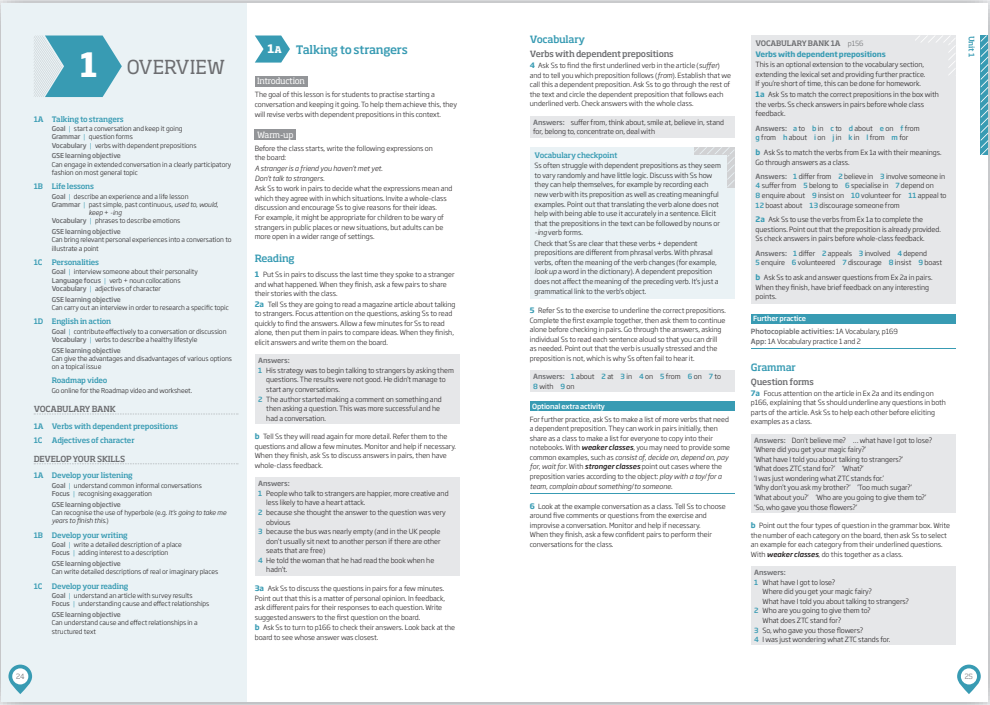 1
OVERVIEW
1A Talking to strangers
Goal | start a conversation and keep it going
Grammar | question forms
Vocabulary | verbs with dependent prepositions
GSE learning objective
Can engage in extended conversation in a clearly participatory
fashion on most general topic
1B Life lessons
Goal | describe an experience and a life lesson
Grammar | past simple, past continuous, used to, would,
keep + -ing
Vocabulary | phrases to describe emotions
GSE learning objective
Can bring relevant personal experiences into a conversation to
illustrate a point
1C Personalities
Goal | interview someone about their personality
Language focus | verb + noun collocations
Vocabulary | adjectives of character
GSE learning objective
Can carry out an interview in order to research a specific topic
1D English in action
Goal | contribute effectively to a conversation or discussion
Vocabulary | verbs to describe a healthy lifestyle
GSE learning objective
Can give the advantages and disadvantages of various options
on a topical issue
Roadmap video
Go online for the Roadmap video and worksheet.
VOCABULARY BANK
1A Verbs with dependent prepositions
1C Adjectives of character
DEVELOP YOUR SKILLS
1A Develop your listening
Goal | understand common informal conversations
Focus | recognising exaggeration
GSE learning objective
Can recognise the use of hyperbole (e.g. It's going to take me
years to finish this.)
1B Develop your writing
Goal | write a detailed description of a place
Focus | adding interest to a description
GSE learning objective
Can write detailed descriptions of real or imaginary places
1C Develop your reading
Goal | understand an article with survey results
Focus | understanding cause and effect relationships
GSE learning objective
Can understand cause and effect relationships in a
structured text
24
1A Talking to strangers
Introduction
The goal of this lesson is for students to practise starting a
conversation and keeping it going. To help them achieve this, they
will revise verbs with dependent prepositions in this context.
Warm-up
Before the class starts, write the following expressions on
the board:
A stranger is a friend you haven't met yet.
Don't talk to strangers.
Ask Ss to work in pairs to decide what the expressions mean and
which they agree with in which situations. Invite a whole-class
discussion and encourage Ss to give reasons for their ideas.
For example, it might be appropriate for children to be wary of
strangers in public places or new situations, but adults can be
more open in a wider range of settings.
Reading
1 Put Ss in pairs to discuss the last time they spoke to a stranger
and what happened. When they finish, ask a few pairs to share
their stories with the class.
2a Tell Ss they are going to read a magazine article about talking
to strangers. Focus attention on the questions, asking Ss to read
quickly to find the answers. Allow a few minutes for Ss to read
alone, then put them in pairs to compare ideas. When they finish,
elicit answers and write them on the board.
Answers:
1 His strategy was to begin talking to strangers by asking them
questions. The results were not good. He didn't manage to
start any conversations.
2 The author started making a comment on something and
then asking a question. This was more successful and he
had a conversation.
b Tell Ss they will read again for more detail. Refer them to the
questions and allow a few minutes. Monitor and help if necessary.
When they finish, ask Ss to discuss answers in pairs, then have
whole-class feedback.
Answers:
1 People who talk to strangers are happier, more creative and
less likely to have a heart attack.
2 because she thought the answer to the question was very
obvious
3 because the bus was nearly empty (and in the UK people
don't usually sit next to another person if there are other
seats that are free)
4 He told the woman that he had read the book when he
hadn't.
3a Ask Ss to discuss the questions in pairs for a few minutes.
Point out that this is a matter of personal opinion. In feedback,
ask different pairs for their responses to each question. Write
suggested answers to the first question on the board.
b Ask Ss to turn to p166 to check their answers. Look back at the
board to see whose answer was closest.
Vocabulary
Verbs with dependent prepositions
4 Ask Ss to find the first underlined verb in the article (suffer)
and to tell you which preposition follows (from). Establish that we
call this a dependent preposition. Ask Ss to go through the rest of
the text and circle the dependent preposition that follows each
underlined verb. Check answers with the whole class.
Answers: suffer from, think about, smile at, believe in, stand
for, belong to, concentrate on, deal with
Vocabulary checkpoint
Ss often struggle with dependent prepositions as they seem
to vary randomly and have little logic. Discuss with Ss how
they can help themselves, for example by recording each
new verb with its preposition as well as creating meaningful
examples. Point out that translating the verb alone does not
help with being able to use it accurately in a sentence. Elicit
that the prepositions in the text can be followed by nouns or
-ing verb forms.
Check that Ss are clear that these verbs + dependent
prepositions are different from phrasal verbs. With phrasal
verbs, often the meaning of the verb changes (for example,
look up a word in the dictionary). A dependent preposition
does not affect the meaning of the preceding verb. It's just a
grammatical link to the verb's object.
5 Refer Ss to the exercise to underline the correct prepositions.
Complete the first example together, then ask them to continue
alone before checking in pairs. Go through the answers, asking
individual Ss to read each sentence aloud so that you can drill
as needed. Point out that the verb is usually stressed and the
preposition is not, which is why Ss often fail to hear it.
Answers: 1 about 2 at 3 in 4 on 5 from 6 on 7 to
8 with 9 on
Optional extra activity
For further practice, ask Ss to make a list of more verbs that need
a dependent preposition. They can work in pairs initially, then
share as a class to make a list for everyone to copy into their
notebooks. With weaker classes, you may need to provide some
common examples, such as consist of, decide on, depend on, pay
for, wait for. With stronger classes point out cases where the
preposition varies according to the object: play with a toy/for a
team, complain about something/to someone.
6 Look at the example conversation as a class. Tell Ss to choose
around five comments or questions from the exercise and
improvise a conversation. Monitor and help if necessary.
When they finish, ask a few confident pairs to perform their
conversations for the class.
VOCABULARY BANK 1A p156
Verbs with dependent prepositions
This is an optional extension to the vocabulary section,
extending the lexical set and providing further practice.
If you're short of time, this can be done for homework.
1a Ask Ss to match the correct prepositions in the box with
the verbs. Ss check answers in pairs before whole class
feedback.
Answers: a to b in c to d about e on f from
g from h about i on j in k from l from m for
b Ask Ss to match the verbs from Ex 1a with their meanings.
Go through answers as a class.
Answers: 1 differ from 2 believe in 3 involve someone in
4 suffer from 5 belong to 6 specialise in 7 depend on
8 enquire about 9 insist on 10 volunteer for 11 appeal to
12 boast about 13 discourage someone from
2a Ask Ss to use the verbs from Ex 1a to complete the
questions. Point out that the preposition is already provided.
Ss check answers in pairs before whole-class feedback.
Answers: 1 differ 2 appeals 3 involved 4 depend
5 enquire 6 volunteered 7 discourage 8 insist 9 boast
b Ask Ss to ask and answer questions from Ex 2a in pairs.
When they finish, have brief feedback on any interesting
points.
Further practice
Photocopiable activities: 1A Vocabulary, p169
App: 1A Vocabulary practice 1 and 2
Grammar
Question forms
7a Focus attention on the article in Ex 2a and its ending on
p166, explaining that Ss should underline any questions in both
parts of the article. Ask Ss to help each other before eliciting
examples as a class.
Answers: Don't believe me? ... what have I got to lose?
'Where did you get your magic fairy?'
'What have I told you about talking to strangers?'
'What does ZTC stand for?' 'What?'
'I was just wondering what ZTC stands for.'
'Why don't you ask my brother?' 'Too much sugar?'
'What about you?' 'Who are you going to give them to?'
'So, who gave you those flowers?'
b Point out the four types of question in the grammar box. Write
the number of each category on the board, then ask Ss to select
an example for each category from their underlined questions.
With weaker classes, do this together as a class.
Answers:
1 What have I got to lose?
Where did you get your magic fairy?
What have I told you about talking to strangers?
2 Who are you going to give them to?
What does ZTC stand for?
3 So, who gave you those flowers?
4 I was just wondering what ZTC stands for.
Unit 1
25